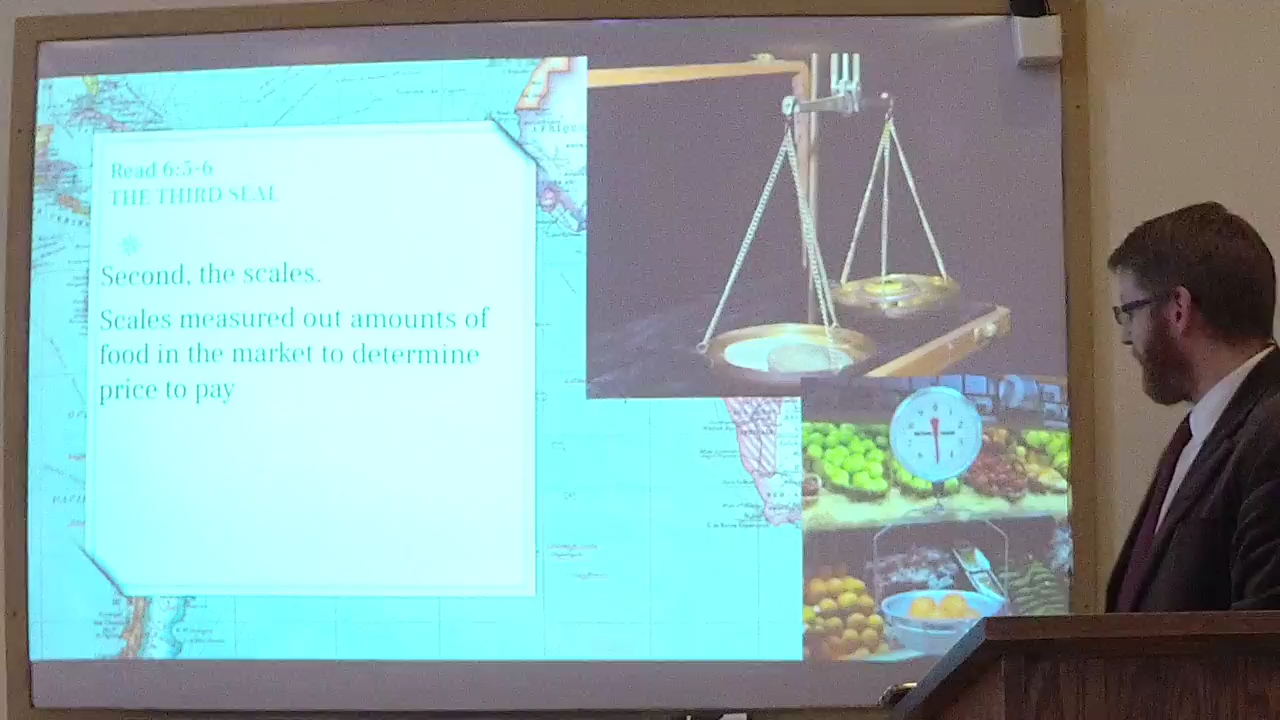 Read 6:5-6
THE THIRD SEAL
Second, the scales.
Scales measured out amounts of
food in the market to determine
price to pay
AFRIQUE